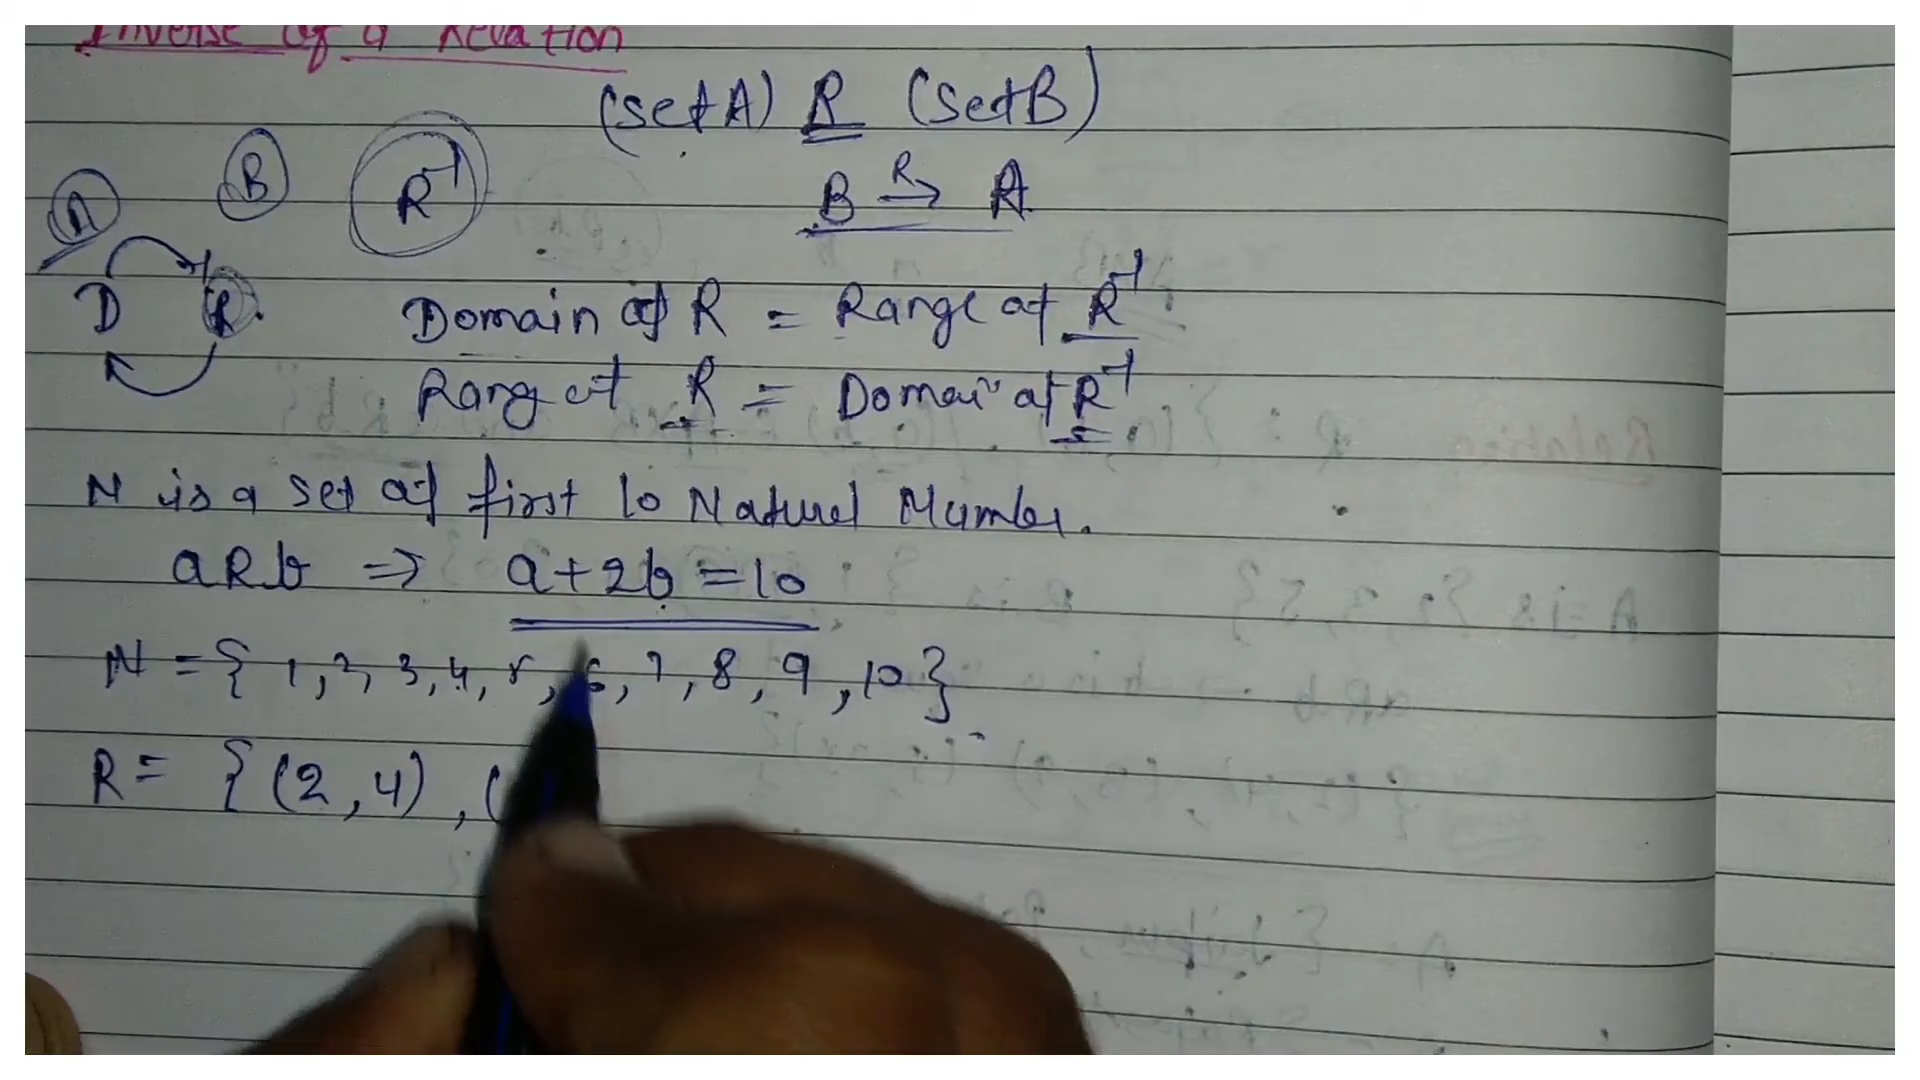 Inverse of a Relation
(set A) R (set B)
A B R⁻¹ B R→ A
D R. Domain of R = Range of R⁻¹
Rang of R = Domain of R⁻¹
N is a set of first 10 Natural Number.
aRb ⇒ a+2b=10
N = { 1, 2, 3, 4, 5, 6, 7, 8, 9, 10 }
R = { (2, 4) , (